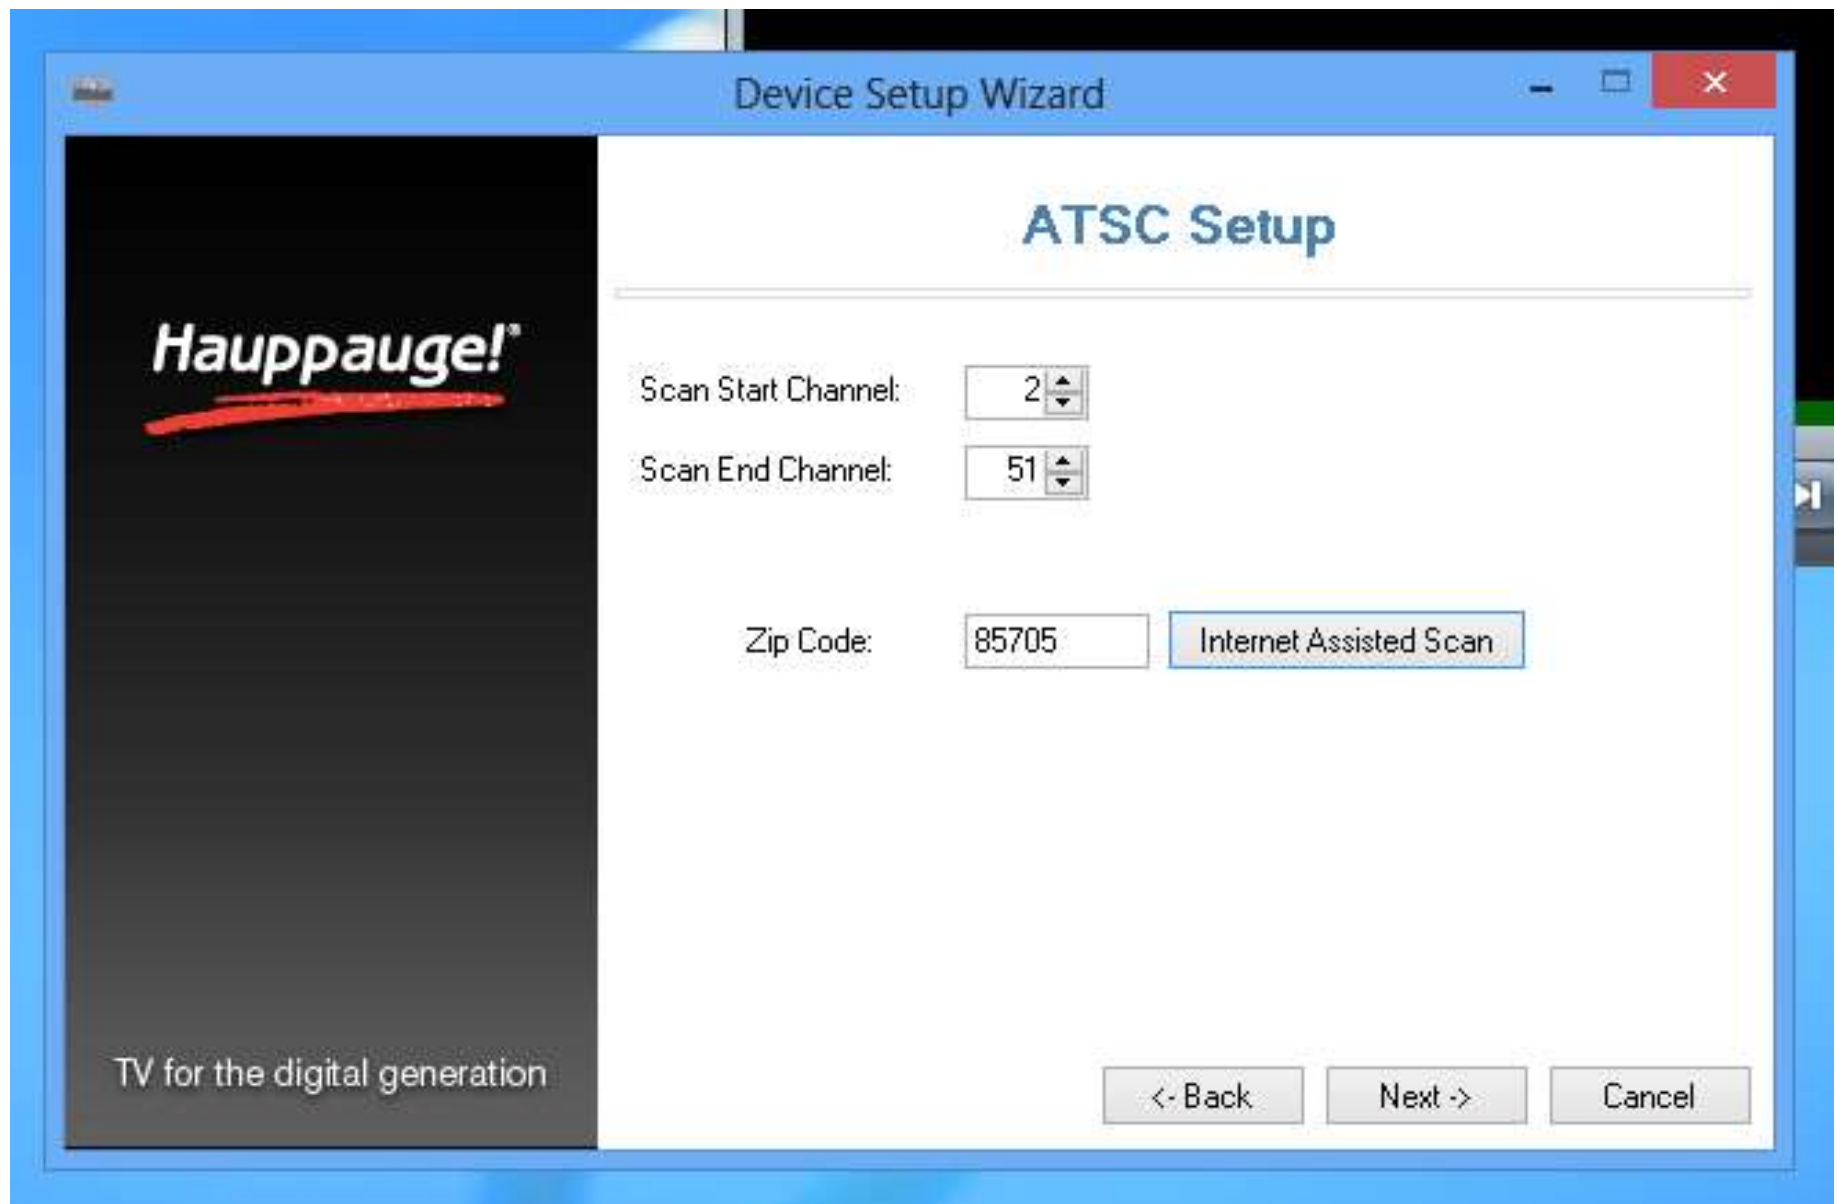 Device Setup Wizard
ATSC Setup
Hauppauge!®
Scan Start Channel: 2
Scan End Channel: 51
Zip Code: 85705 Internet Assisted Scan
TV for the digital generation
<- Back Next -> Cancel